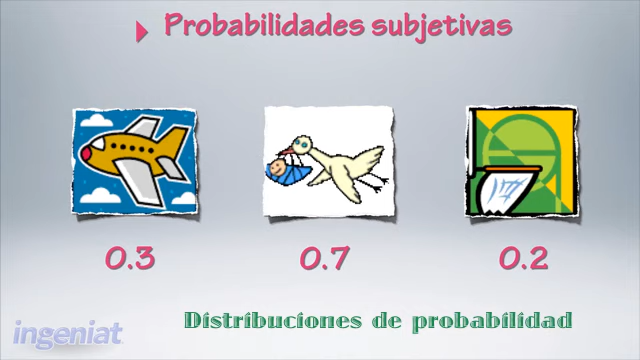 Probabilidades subjetivas
0.3 0.7 0.2
Distribuciones de probabilidad
ingeniat